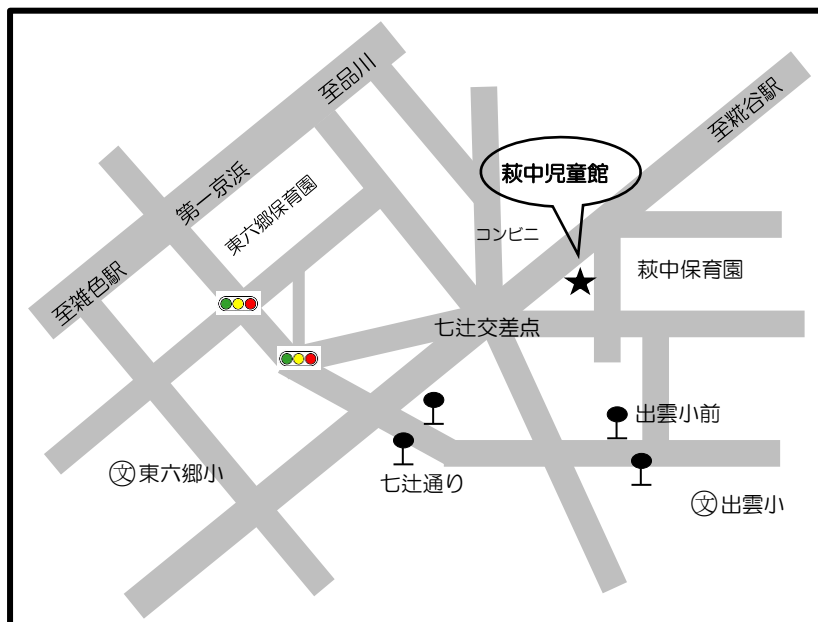 至品川
至糀谷駅
第一京浜
萩中児童館
東六郷保育園
コンビニ
萩中保育園
至雑色駅
七辻交差点
出雲小前
文東六郷小
七辻通り
文出雲小